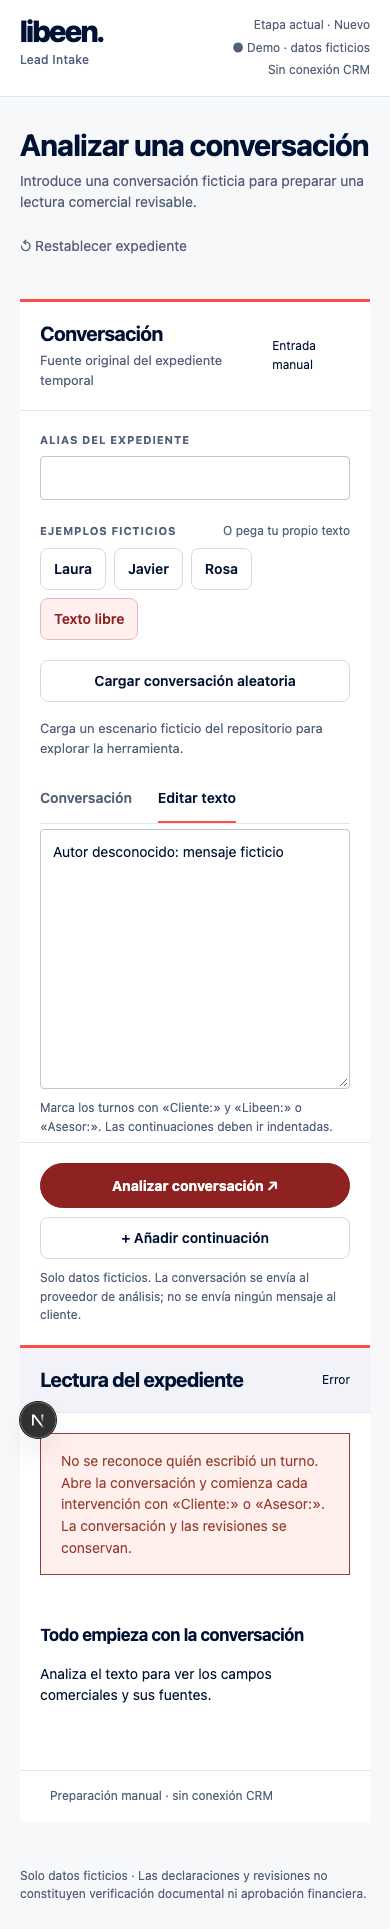 libeen.
Lead Intake
Etapa actual · Nuevo
Demo · datos ficticios
Sin conexión CRM
Analizar una conversación
Introduce una conversación ficticia para preparar una
lectura comercial revisable.
↺ Restablecer expediente
Conversación
Fuente original del expediente
temporal
Entrada
manual
ALIAS DEL EXPEDIENTE
EJEMPLOS FICTICIOS
O pega tu propio texto
Laura
Javier
Rosa
Texto libre
Cargar conversación aleatoria
Carga un escenario ficticio del repositorio para
explorar la herramienta.
Conversación
Editar texto
Autor desconocido: mensaje ficticio
Marca los turnos con «Cliente:» y «Libeen:» o
«Asesor:». Las continuaciones deben ir indentadas.
Analizar conversación ↗
+ Añadir continuación
Solo datos ficticios. La conversación se envía al
proveedor de análisis; no se envía ningún mensaje al
cliente.
Lectura del expediente
Error
N
No se reconoce quién escribió un turno.
Abre la conversación y comienza cada
intervención con «Cliente:» o «Asesor:».
La conversación y las revisiones se
conservan.
Todo empieza con la conversación
Analiza el texto para ver los campos
comerciales y sus fuentes.
Preparación manual · sin conexión CRM
Solo datos ficticios · Las declaraciones y revisiones no
constituyen verificación documental ni aprobación financiera.